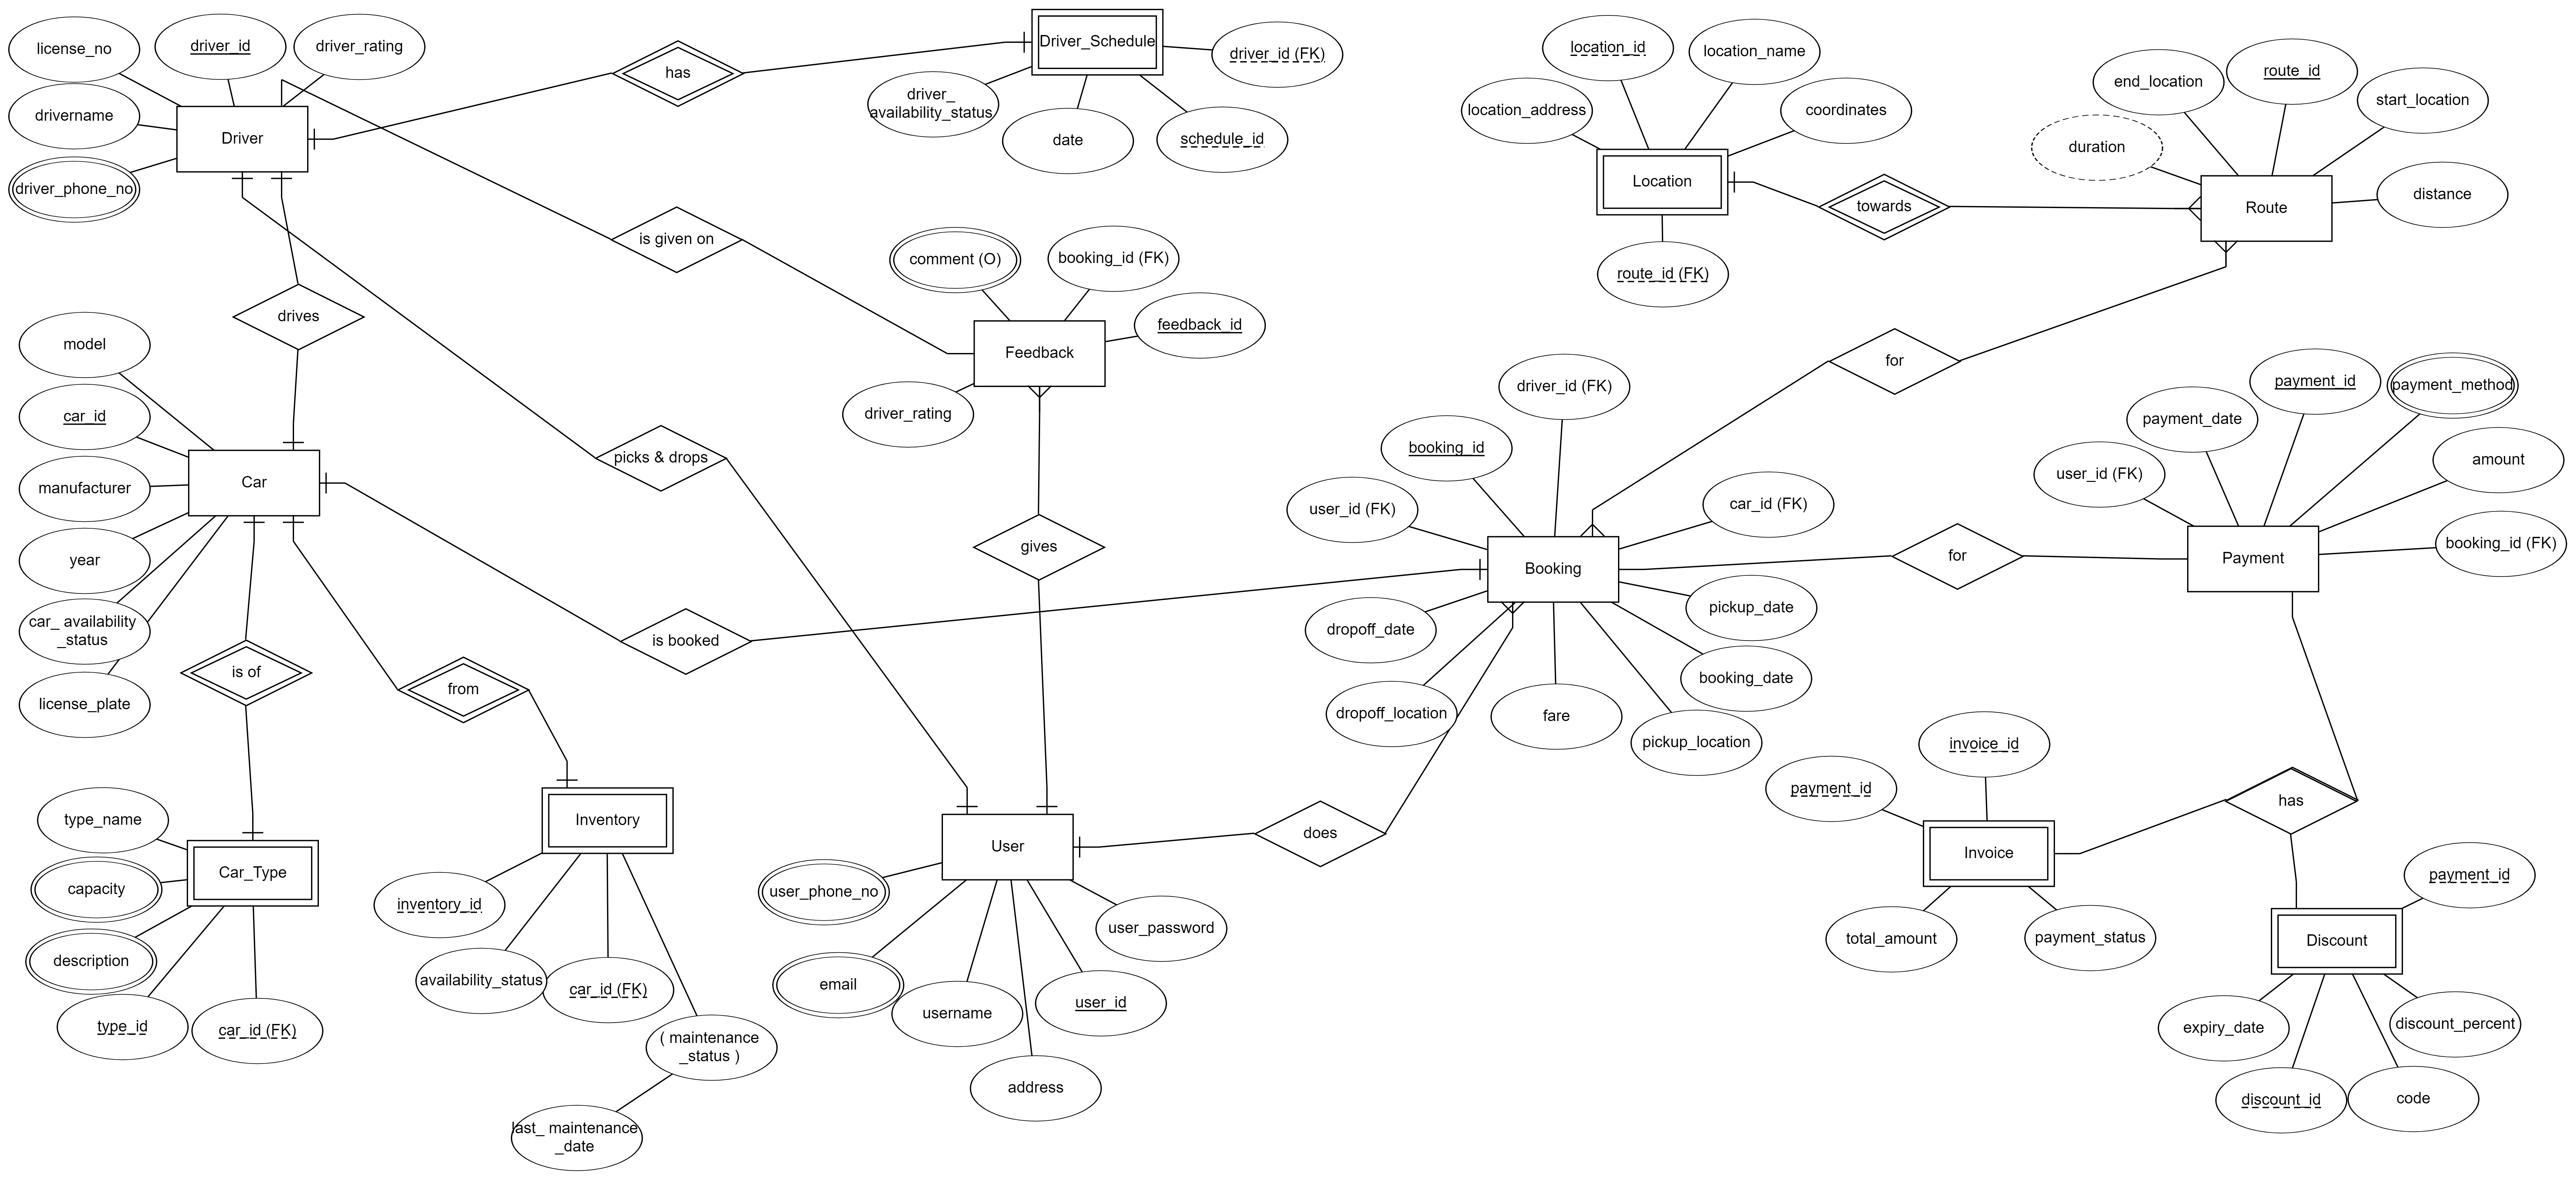 license_no
driver_id
driver_rating
drivername
Driver
driver_phone_no
has
Driver_Schedule
driver_id (FK)
driver_
availability_status
date
schedule_id
location_id
location_name
location_address
coordinates
Location
route_id (FK)
towards
end_location
route_id
start_location
duration
distance
Route
is given on
comment (O)
booking_id (FK)
feedback_id
Feedback
driver_rating
drives
model
car_id
manufacturer
Car
year
car_ availability
_status
license_plate
picks & drops
gives
is booked
is of
from
for
driver_id (FK)
booking_id
user_id (FK)
car_id (FK)
Booking
pickup_date
dropoff_date
booking_date
dropoff_location
fare
pickup_location
for
payment_id
payment_method
payment_date
user_id (FK)
amount
booking_id (FK)
Payment
type_name
capacity
Car_Type
description
type_id
car_id (FK)
Inventory
inventory_id
availability_status
car_id (FK)
( maintenance
_status )
last_ maintenance
_date
User
does
user_phone_no
email
username
address
user_id
user_password
invoice_id
payment_id
Invoice
total_amount
payment_status
has
payment_id
Discount
expiry_date
discount_percent
discount_id
code